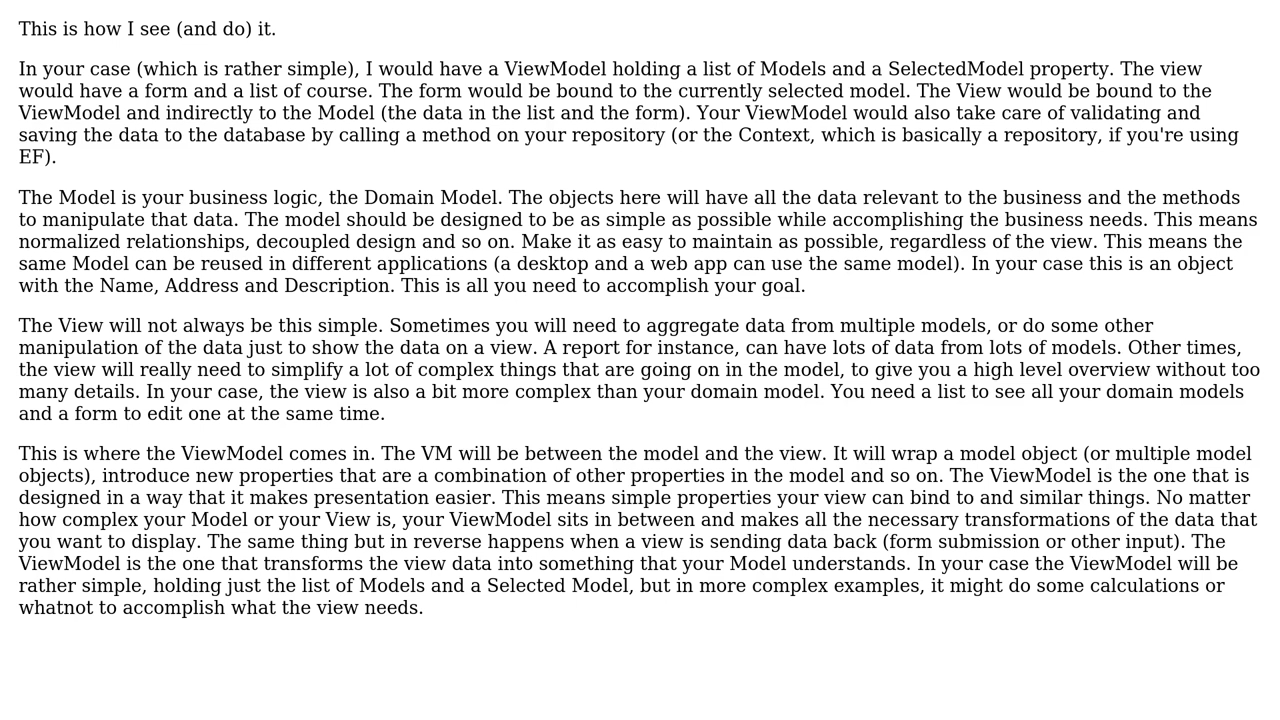 This is how I see (and do) it.
In your case (which is rather simple), I would have a ViewModel holding a list of Models and a SelectedModel property. The view
would have a form and a list of course. The form would be bound to the currently selected model. The View would be bound to the
ViewModel and indirectly to the Model (the data in the list and the form). Your ViewModel would also take care of validating and
saving the data to the database by calling a method on your repository (or the Context, which is basically a repository, if you're using
EF).
The Model is your business logic, the Domain Model. The objects here will have all the data relevant to the business and the methods
to manipulate that data. The model should be designed to be as simple as possible while accomplishing the business needs. This means
normalized relationships, decoupled design and so on. Make it as easy to maintain as possible, regardless of the view. This means the
same Model can be reused in different applications (a desktop and a web app can use the same model). In your case this is an object
with the Name, Address and Description. This is all you need to accomplish your goal.
The View will not always be this simple. Sometimes you will need to aggregate data from multiple models, or do some other
manipulation of the data just to show the data on a view. A report for instance, can have lots of data from lots of models. Other times,
the view will really need to simplify a lot of complex things that are going on in the model, to give you a high level overview without too
many details. In your case, the view is also a bit more complex than your domain model. You need a list to see all your domain models
and a form to edit one at the same time.
This is where the ViewModel comes in. The VM will be between the model and the view. It will wrap a model object (or multiple model
objects), introduce new properties that are a combination of other properties in the model and so on. The ViewModel is the one that is
designed in a way that it makes presentation easier. This means simple properties your view can bind to and similar things. No matter
how complex your Model or your View is, your ViewModel sits in between and makes all the necessary transformations of the data that
you want to display. The same thing but in reverse happens when a view is sending data back (form submission or other input). The
ViewModel is the one that transforms the view data into something that your Model understands. In your case the ViewModel will be
rather simple, holding just the list of Models and a Selected Model, but in more complex examples, it might do some calculations or
whatnot to accomplish what the view needs.